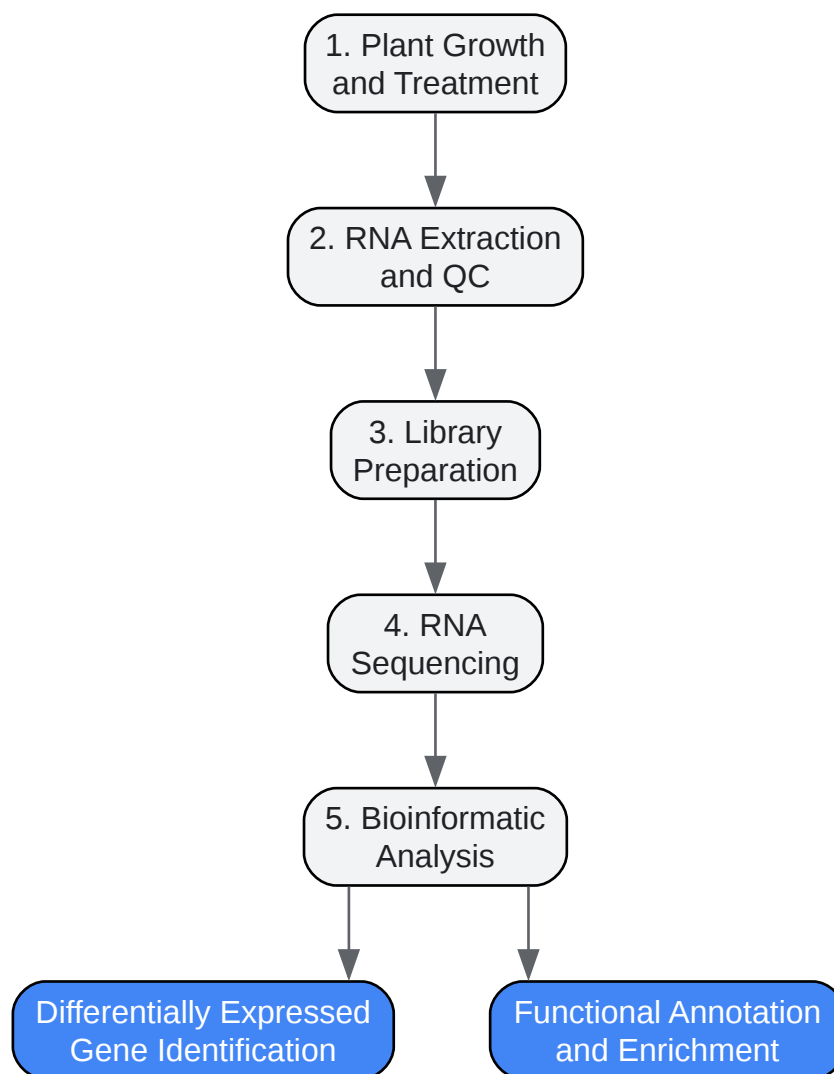 1. Plant Growth
and Treatment
2. RNA Extraction
and QC
3. Library
Preparation
4. RNA
Sequencing
5. Bioinformatic
Analysis
Differentially Expressed
Gene Identification
Functional Annotation
and Enrichment